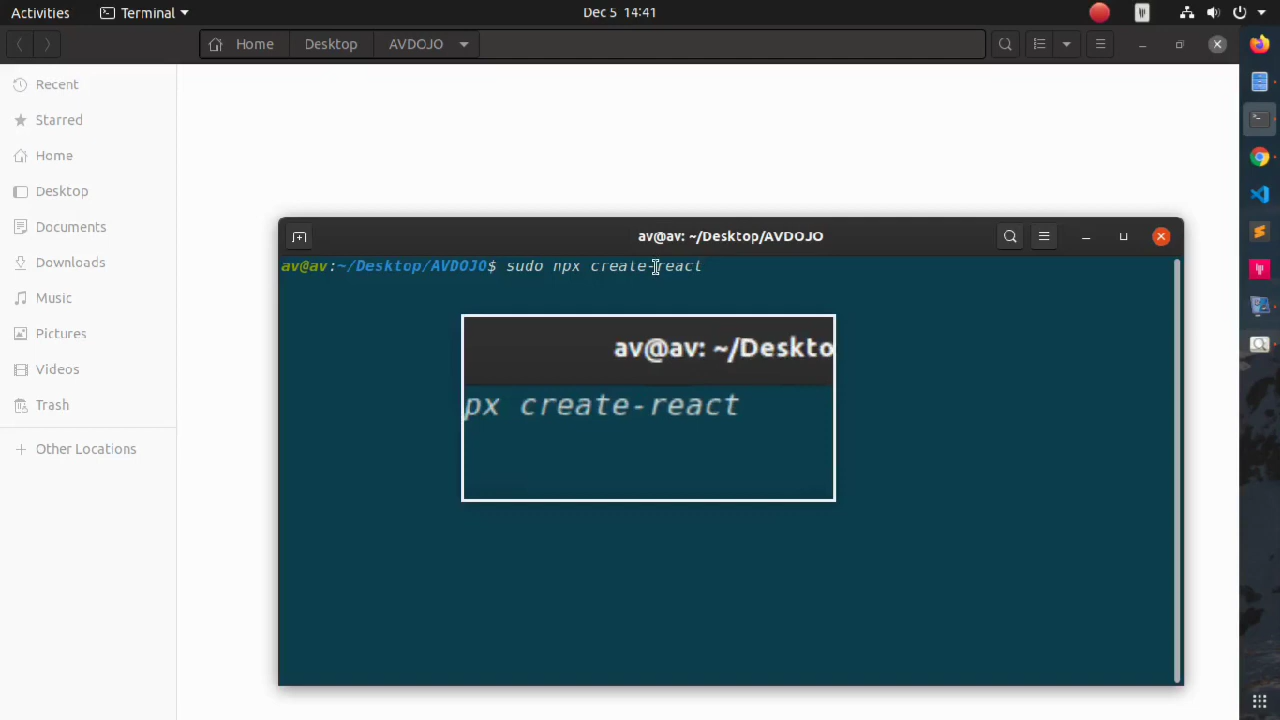 Activities Terminal Dec 5 14:41
Home Desktop AVDOJO
Recent
Starred
Home
Desktop
Documents
Downloads
Music
Pictures
Videos
Trash
Other Locations
av@av: ~/Desktop/AVDOJO
av@av:~/Desktop/AVDOJO$ sudo npx create-react
av@av: ~/Deskto
px create-react